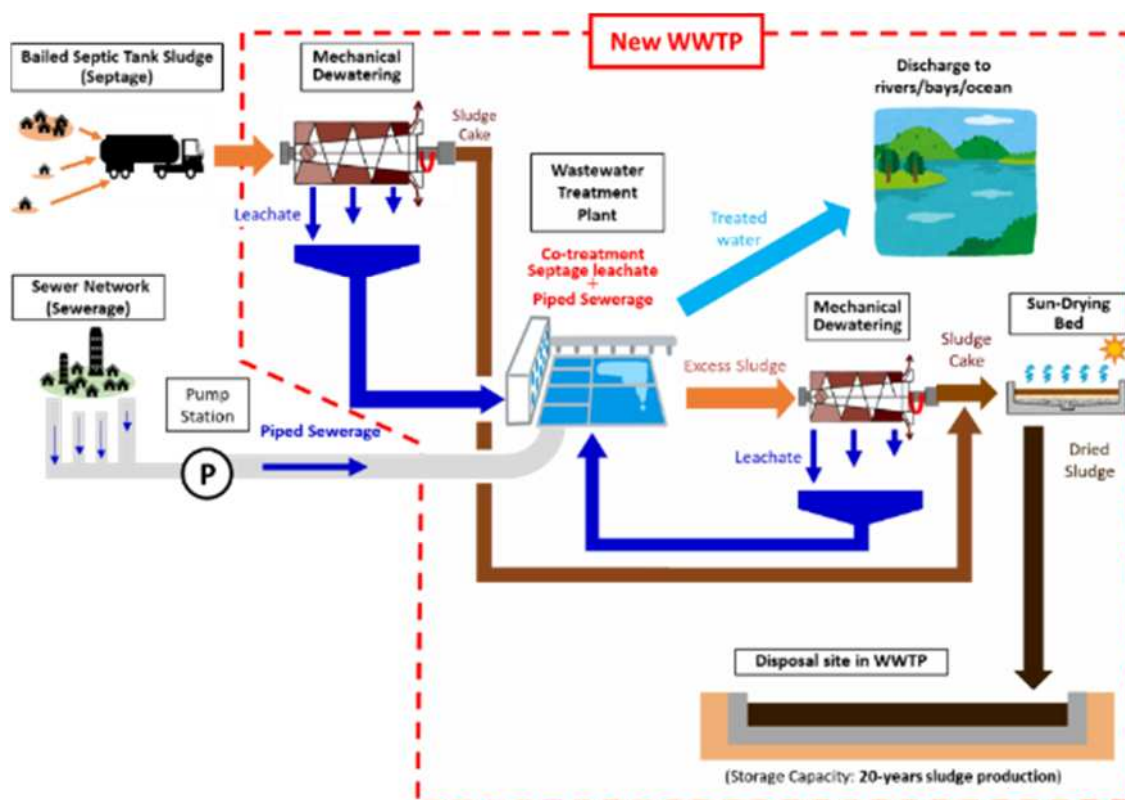 New WWTP
Bailed Septic Tank Sludge
(Septage)
Mechanical
Dewatering
Sludge
Cake
Leachate
Discharge to
rivers/bays/ocean
Wastewater
Treatment
Plant
Co-treatment
Septage leachate
+
Piped Sewerage
Treated
water
Sewer Network
(Sewerage)
Pump
Station
P
Piped Sewerage
Excess Sludge
Mechanical
Dewatering
Leachate
Sludge
Cake
Sun-Drying
Bed
Dried
Sludge
Disposal site in WWTP
(Storage Capacity: 20-years sludge production)